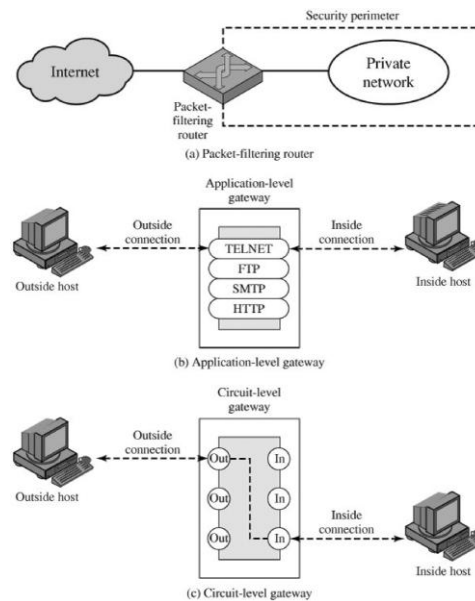 Security perimeter
Internet
Private
network
Packet-
filtering
router
(a) Packet-filtering router
Application-level
gateway
Outside
connection
Inside
connection
TELNET
FTP
SMTP
HTTP
Outside host
Inside host
(b) Application-level gateway
Circuit-level
gateway
Outside
connection
Out
In
Outside host
Out
In
Inside
connection
Out
In
Inside host
(c) Circuit-level gateway